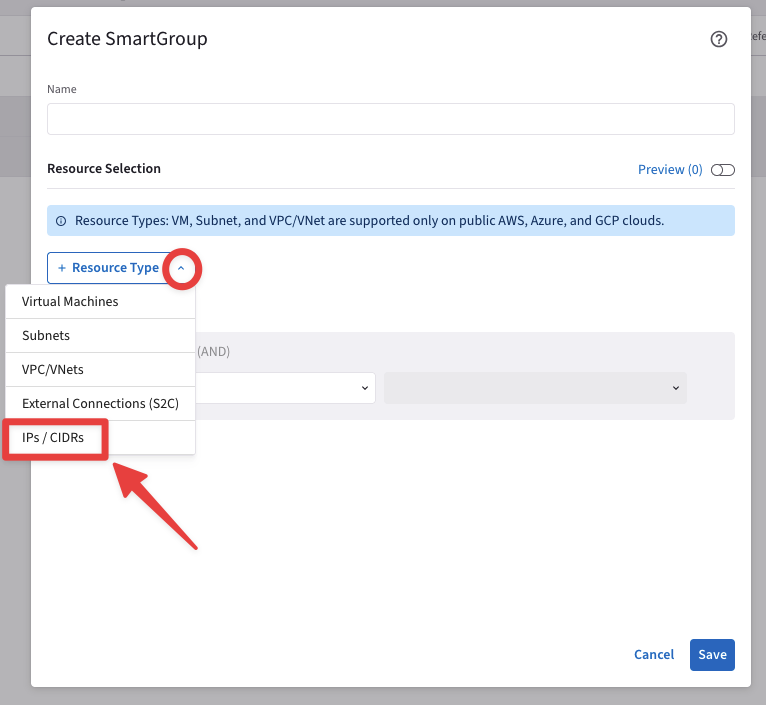 Create SmartGroup
Name
Resource Selection
Preview (0)
Resource Types: VM, Subnet, and VPC/VNet are supported only on public AWS, Azure, and GCP clouds.
+ Resource Type
Virtual Machines
Subnets
(AND)
VPC/VNets
External Connections (S2C)
IPs / CIDRs
Cancel
Save